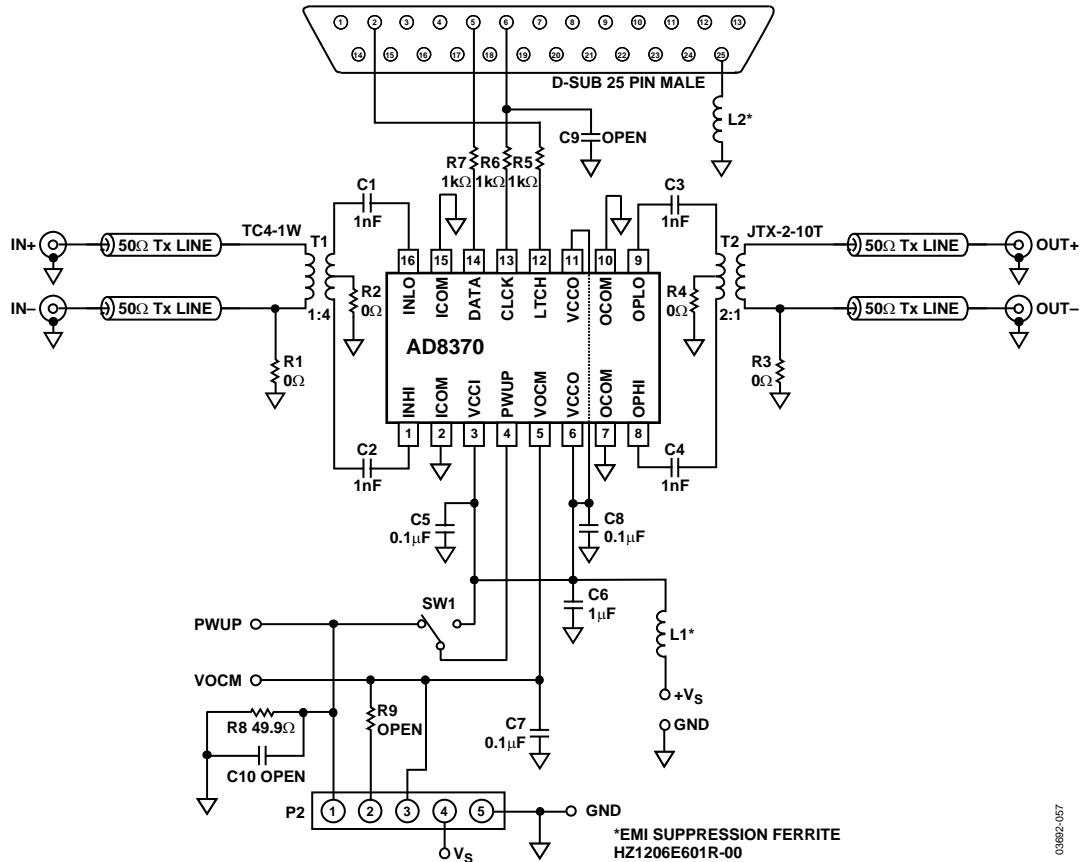 1 2 3 4 5 6 7 8 9 10 11 12 13
14 15 16 17 18 19 20 21 22 23 24 25
D-SUB 25 PIN MALE
L2*
C9 OPEN
R7 1kΩ
R6 1kΩ
R5 1kΩ
C1 1nF
C3 1nF
TC4-1W
T1
T2
JTX-2-10T
IN+
50Ω Tx LINE
50Ω Tx LINE
OUT+
16 15 14 13 12 11 10 9
INLO ICOM DATA CLCK LTCH VCCO OCOM OPLO
R2 0Ω
R4 0Ω
IN–
50Ω Tx LINE
1:4
2:1
50Ω Tx LINE
OUT–
AD8370
R1 0Ω
R3 0Ω
INHI ICOM VCCI PWUP VOCM VCCO OCOM OPHI
1 2 3 4 5 6 7 8
C2 1nF
C4 1nF
C5 0.1μF
C8 0.1μF
SW1
C6 1μF
L1*
PWUP
VOCM
+VS
GND
R9 OPEN
R8 49.9Ω
C7 0.1μF
C10 OPEN
P2
1 2 3 4 5
GND
VS
*EMI SUPPRESSION FERRITE
HZ1206E601R-00
03692-057